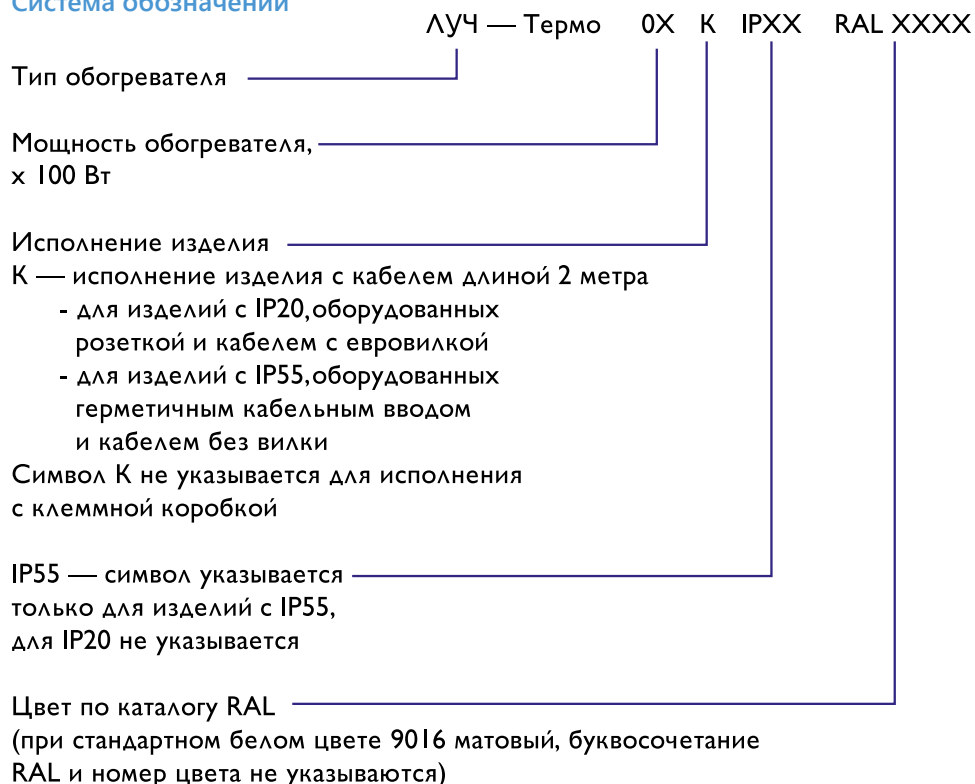 Система обозначений
ЛУЧ — Термо 0X К IPXX RAL XXXX
Тип обогревателя
Мощность обогревателя,
х 100 Вт
Исполнение изделия
К — исполнение изделия с кабелем длиной 2 метра
- для изделий с IP20,оборудованных
розеткой и кабелем с евровилкой
- для изделий с IP55,оборудованных
герметичным кабельным вводом
и кабелем без вилки
Символ К не указывается для исполнения
с клеммной коробкой
IP55 — символ указывается
только для изделий с IP55,
для IP20 не указывается
Цвет по каталогу RAL
(при стандартном белом цвете 9016 матовый, буквосочетание
RAL и номер цвета не указываются)